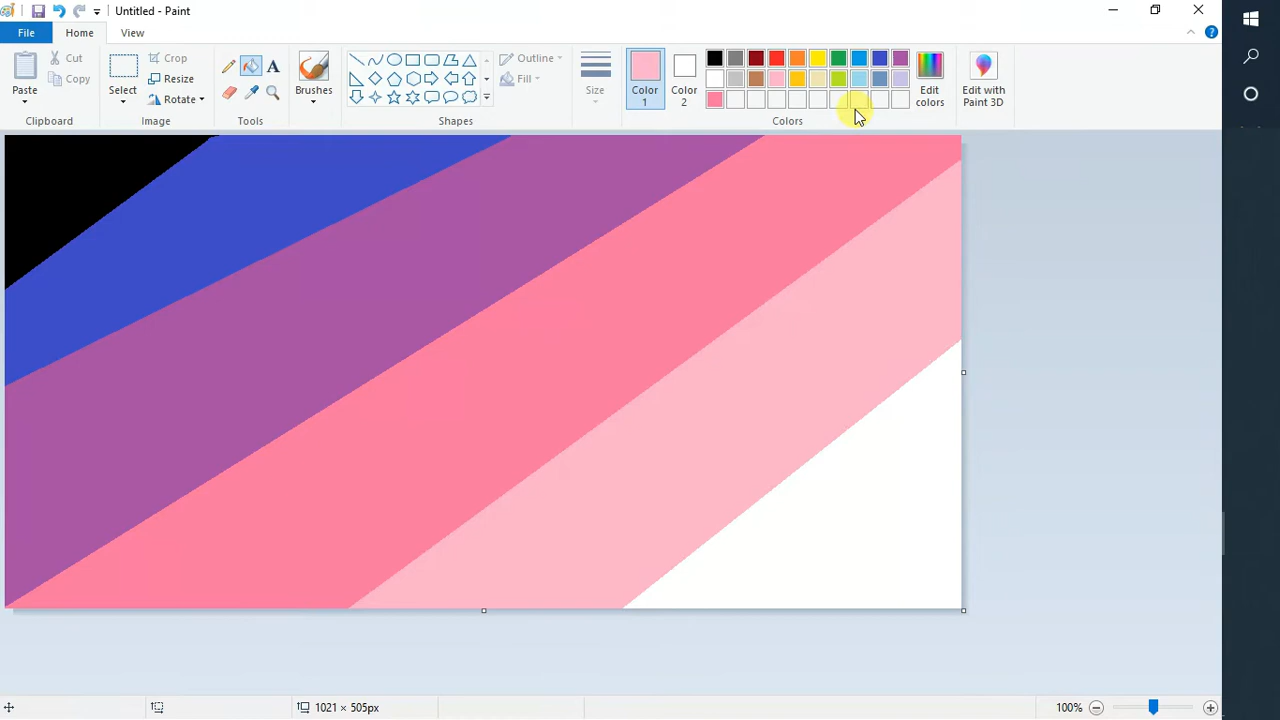 Untitled - Paint
File Home View
Paste
Cut
Copy
Clipboard
Select
Crop
Resize
Rotate
Image
A
Tools
Brushes
Shapes
Outline
Fill
Size
Color
1
Color
2
Colors
Edit
colors
Edit with
Paint 3D
?
1021 × 505px
100%